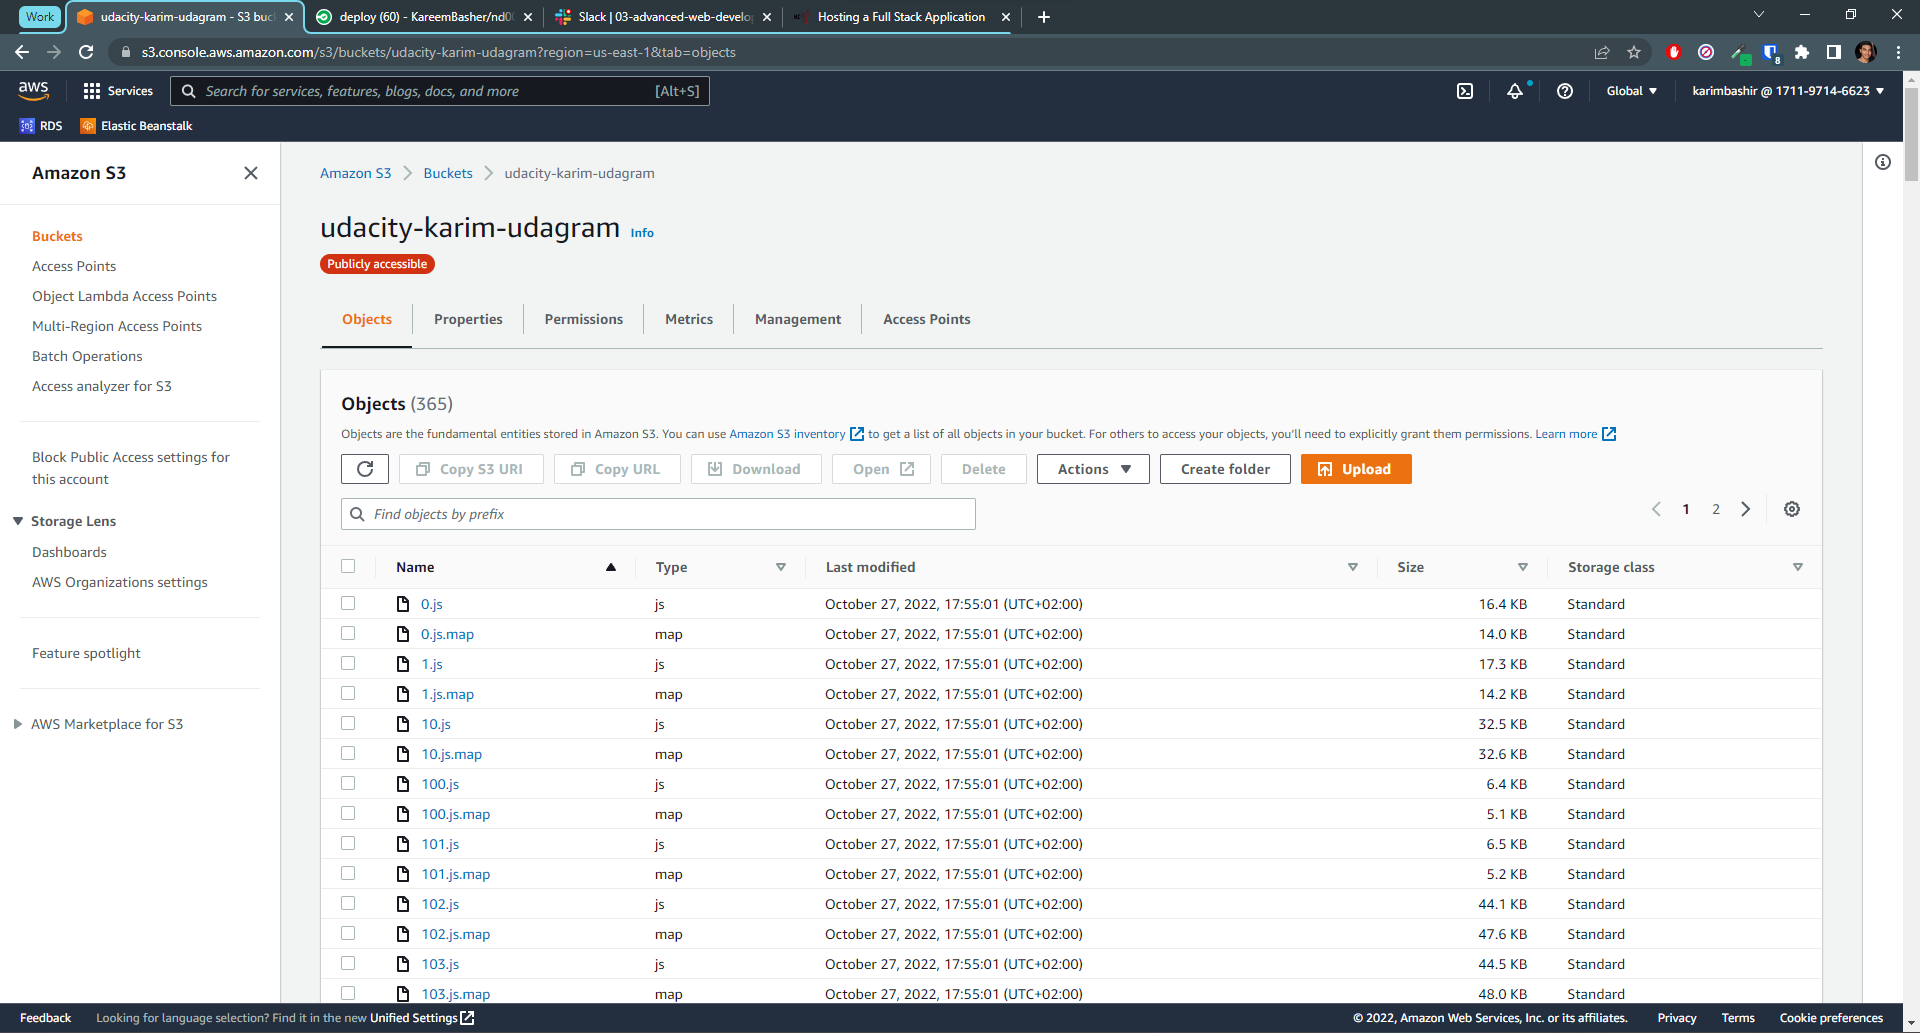 Work
udacity-karim-udagram - S3 buc
deploy (60) - KareemBasher/nd00
Slack | 03-advanced-web-develop
Hosting a Full Stack Application
s3.console.aws.amazon.com/s3/buckets/udacity-karim-udagram?region=us-east-1&tab=objects
8
aws
Services
Search for services, features, blogs, docs, and more
[Alt+S]
Global
karimbashir @ 1711-9714-6623
RDS
Elastic Beanstalk
Amazon S3
Buckets
Access Points
Object Lambda Access Points
Multi-Region Access Points
Batch Operations
Access analyzer for S3
Block Public Access settings for
this account
Storage Lens
Dashboards
AWS Organizations settings
Feature spotlight
AWS Marketplace for S3
Amazon S3 Buckets udacity-karim-udagram
udacity-karim-udagram Info
Publicly accessible
Objects Properties Permissions Metrics Management Access Points
Objects (365)
Objects are the fundamental entities stored in Amazon S3. You can use Amazon S3 inventory to get a list of all objects in your bucket. For others to access your objects, you'll need to explicitly grant them permissions. Learn more
Copy S3 URI Copy URL Download Open Delete Actions Create folder Upload
Find objects by prefix
1 2
Name Type Last modified Size Storage class
0.js js October 27, 2022, 17:55:01 (UTC+02:00) 16.4 KB Standard
0.js.map map October 27, 2022, 17:55:01 (UTC+02:00) 14.0 KB Standard
1.js js October 27, 2022, 17:55:01 (UTC+02:00) 17.3 KB Standard
1.js.map map October 27, 2022, 17:55:01 (UTC+02:00) 14.2 KB Standard
10.js js October 27, 2022, 17:55:01 (UTC+02:00) 32.5 KB Standard
10.js.map map October 27, 2022, 17:55:01 (UTC+02:00) 32.6 KB Standard
100.js js October 27, 2022, 17:55:01 (UTC+02:00) 6.4 KB Standard
100.js.map map October 27, 2022, 17:55:01 (UTC+02:00) 5.1 KB Standard
101.js js October 27, 2022, 17:55:01 (UTC+02:00) 6.5 KB Standard
101.js.map map October 27, 2022, 17:55:01 (UTC+02:00) 5.2 KB Standard
102.js js October 27, 2022, 17:55:01 (UTC+02:00) 44.1 KB Standard
102.js.map map October 27, 2022, 17:55:01 (UTC+02:00) 47.6 KB Standard
103.js js October 27, 2022, 17:55:01 (UTC+02:00) 44.5 KB Standard
103.js.map map October 27, 2022, 17:55:01 (UTC+02:00) 48.0 KB Standard
Feedback Looking for language selection? Find it in the new Unified Settings
© 2022, Amazon Web Services, Inc. or its affiliates. Privacy Terms Cookie preferences